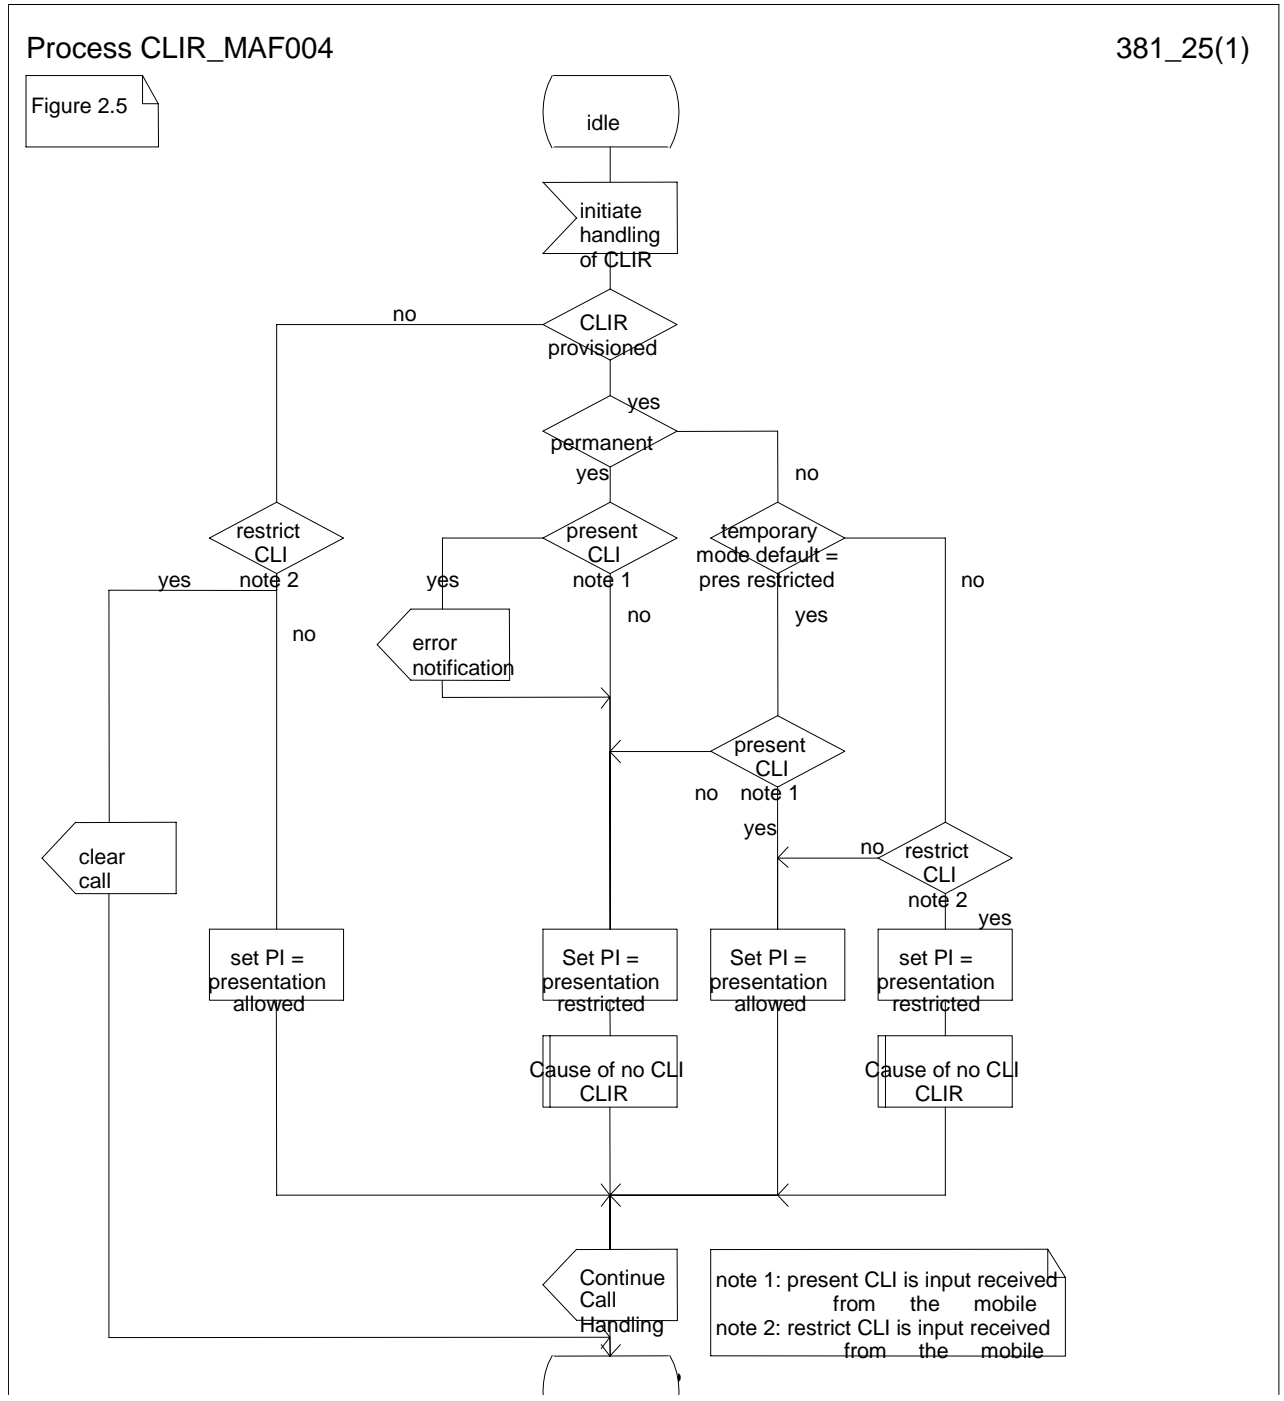 Process CLIR_MAF004
381_25(1)
Figure 2.5
idle
initiate
handling
of CLIR
no
CLIR
provisioned
yes
permanent
yes
no
restrict
CLI
note 2
present
CLI
note 1
temporary
mode default =
pres restricted
yes
yes
no
no
no
yes
error
notification
present
CLI
note 1
no
yes
clear
call
no
restrict
CLI
note 2
yes
set PI =
presentation
allowed
Set PI =
presentation
restricted
Set PI =
presentation
allowed
set PI =
presentation
restricted
Cause of no CLI
CLIR
Cause of no CLI
CLIR
Continue
Call
Handling
note 1: present CLI is input received
from the mobile
note 2: restrict CLI is input received
from the mobile